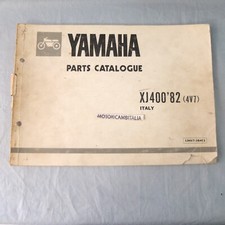 YAMAHA
PARTS CATALOGUE
XJ400'82 (4V7)
ITALY
MOTORICAMBITALIA